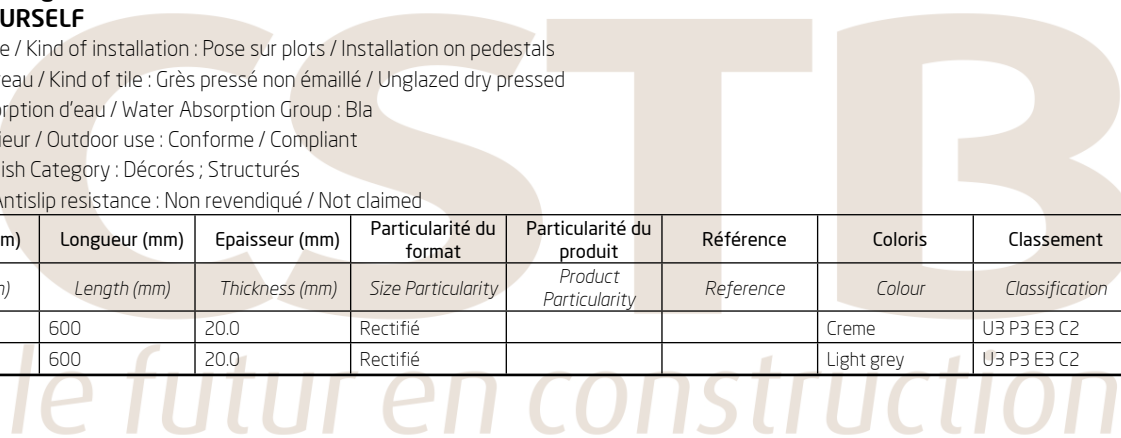 URSELF
e / Kind of installation : Pose sur plots / Installation on pedestals
eau / Kind of tile : Grès pressé non émaillé / Unglazed dry pressed
orption d'eau / Water Absorption Group : BIa
ieur / Outdoor use : Conforme / Compliant
ish Category : Décorés ; Structurés
Antislip resistance : Non revendiqué / Not claimed
m) Longueur (mm) Epaisseur (mm) Particularité du format Particularité du produit Référence Coloris Classement
n) Length (mm) Thickness (mm) Size Particularity Product Particularity Reference Colour Classification
600 20.0 Rectifié Creme U3 P3 E3 C2
600 20.0 Rectifié Light grey U3 P3 E3 C2
CSTB
le futur en construction